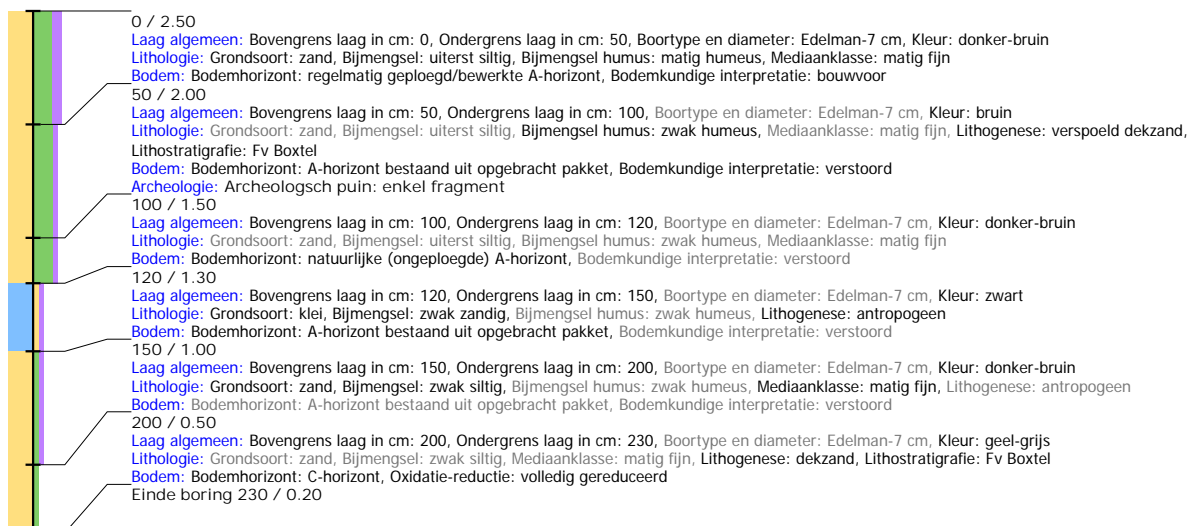 0 / 2.50
Laag algemeen: Bovengrens laag in cm: 0, Ondergrens laag in cm: 50, Boortype en diameter: Edelman-7 cm, Kleur: donker-bruin
Lithologie: Grondsoort: zand, Bijmengsel: uiterst siltig, Bijmengsel humus: matig humeus, Mediaanklasse: matig fijn
Bodem: Bodemhorizont: regelmatig geploegd/bewerkte A-horizont, Bodemkundige interpretatie: bouwvoor
50 / 2.00
Laag algemeen: Bovengrens laag in cm: 50, Ondergrens laag in cm: 100, Boortype en diameter: Edelman-7 cm, Kleur: bruin
Lithologie: Grondsoort: zand, Bijmengsel: uiterst siltig, Bijmengsel humus: zwak humeus, Mediaanklasse: matig fijn, Lithogenese: verspoeld dekzand,
Lithostratigrafie: Fv Boxtel
Bodem: Bodemhorizont: A-horizont bestaand uit opgebracht pakket, Bodemkundige interpretatie: verstoord
Archeologie: Archeologsch puin: enkel fragment
100 / 1.50
Laag algemeen: Bovengrens laag in cm: 100, Ondergrens laag in cm: 120, Boortype en diameter: Edelman-7 cm, Kleur: donker-bruin
Lithologie: Grondsoort: zand, Bijmengsel: uiterst siltig, Bijmengsel humus: zwak humeus, Mediaanklasse: matig fijn
Bodem: Bodemhorizont: natuurlijke (ongeploegde) A-horizont, Bodemkundige interpretatie: verstoord
120 / 1.30
Laag algemeen: Bovengrens laag in cm: 120, Ondergrens laag in cm: 150, Boortype en diameter: Edelman-7 cm, Kleur: zwart
Lithologie: Grondsoort: klei, Bijmengsel: zwak zandig, Bijmengsel humus: zwak humeus, Lithogenese: antropogeen
Bodem: Bodemhorizont: A-horizont bestaand uit opgebracht pakket, Bodemkundige interpretatie: verstoord
150 / 1.00
Laag algemeen: Bovengrens laag in cm: 150, Ondergrens laag in cm: 200, Boortype en diameter: Edelman-7 cm, Kleur: donker-bruin
Lithologie: Grondsoort: zand, Bijmengsel: zwak siltig, Bijmengsel humus: zwak humeus, Mediaanklasse: matig fijn, Lithogenese: antropogeen
Bodem: Bodemhorizont: A-horizont bestaand uit opgebracht pakket, Bodemkundige interpretatie: verstoord
200 / 0.50
Laag algemeen: Bovengrens laag in cm: 200, Ondergrens laag in cm: 230, Boortype en diameter: Edelman-7 cm, Kleur: geel-grijs
Lithologie: Grondsoort: zand, Bijmengsel: zwak siltig, Mediaanklasse: matig fijn, Lithogenese: dekzand, Lithostratigrafie: Fv Boxtel
Bodem: Bodemhorizont: C-horizont, Oxidatie-reductie: volledig gereduceerd
Einde boring 230 / 0.20